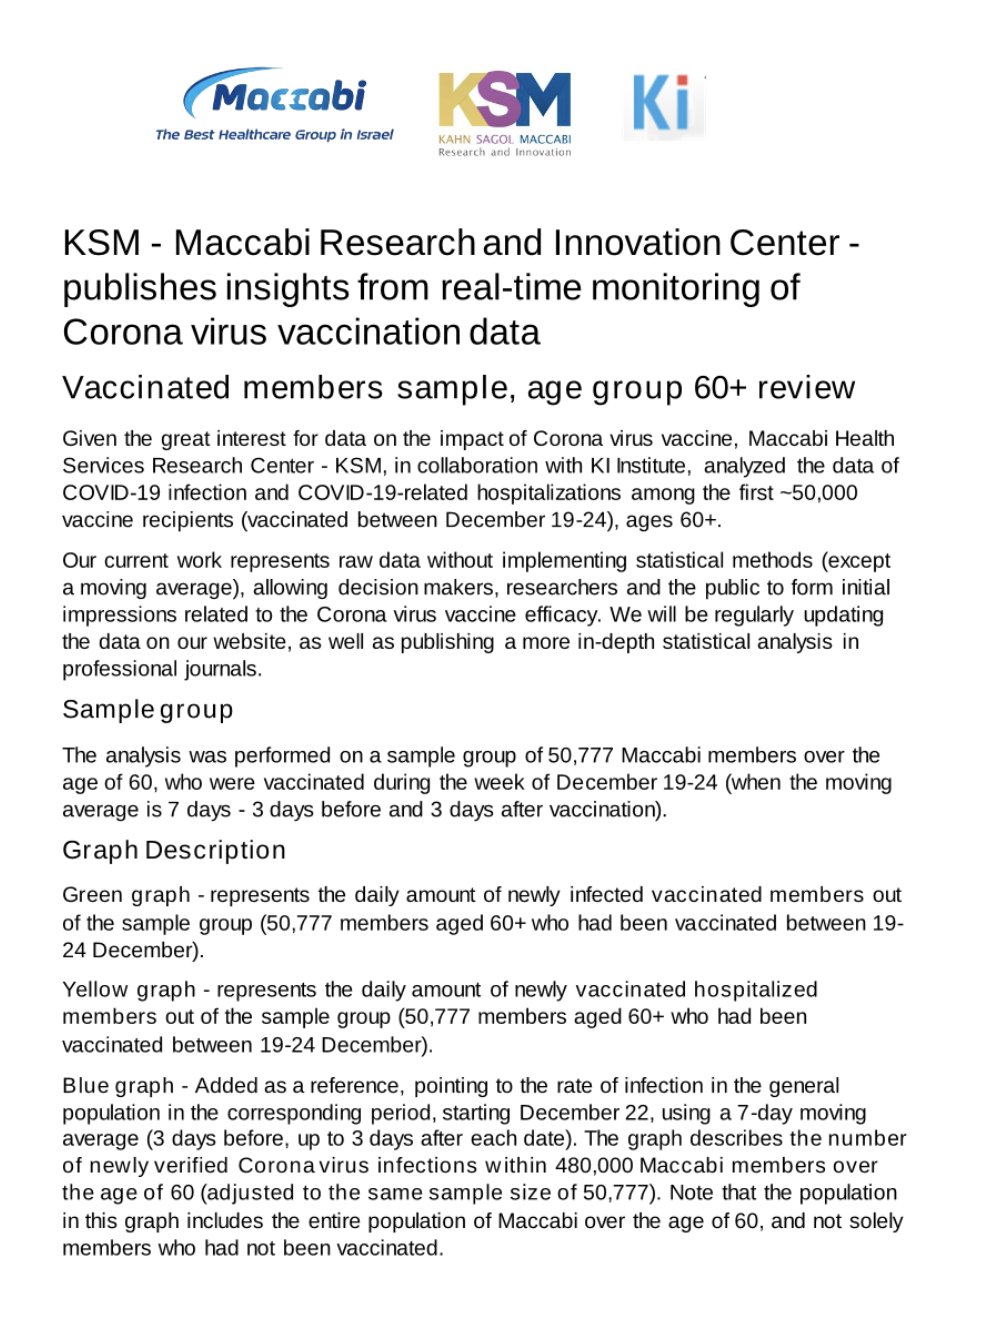 Maccabi
The Best Healthcare Group in Israel
KSM
KAHN SAGOL MACCABI
Research and Innovation
Ki
KSM - Maccabi Research and Innovation Center -
publishes insights from real-time monitoring of
Corona virus vaccination data
Vaccinated members sample, age group 60+ review
Given the great interest for data on the impact of Corona virus vaccine, Maccabi Health
Services Research Center - KSM, in collaboration with KI Institute, analyzed the data of
COVID-19 infection and COVID-19-related hospitalizations among the first ~50,000
vaccine recipients (vaccinated between December 19-24), ages 60+.
Our current work represents raw data without implementing statistical methods (except
a moving average), allowing decision makers, researchers and the public to form initial
impressions related to the Corona virus vaccine efficacy. We will be regularly updating
the data on our website, as well as publishing a more in-depth statistical analysis in
professional journals.
Sample group
The analysis was performed on a sample group of 50,777 Maccabi members over the
age of 60, who were vaccinated during the week of December 19-24 (when the moving
average is 7 days - 3 days before and 3 days after vaccination).
Graph Description
Green graph - represents the daily amount of newly infected vaccinated members out
of the sample group (50,777 members aged 60+ who had been vaccinated between 19-
24 December).
Yellow graph - represents the daily amount of newly vaccinated hospitalized
members out of the sample group (50,777 members aged 60+ who had been
vaccinated between 19-24 December).
Blue graph - Added as a reference, pointing to the rate of infection in the general
population in the corresponding period, starting December 22, using a 7-day moving
average (3 days before, up to 3 days after each date). The graph describes the number
of newly verified Corona virus infections within 480,000 Maccabi members over
the age of 60 (adjusted to the same sample size of 50,777). Note that the population
in this graph includes the entire population of Maccabi over the age of 60, and not solely
members who had not been vaccinated.